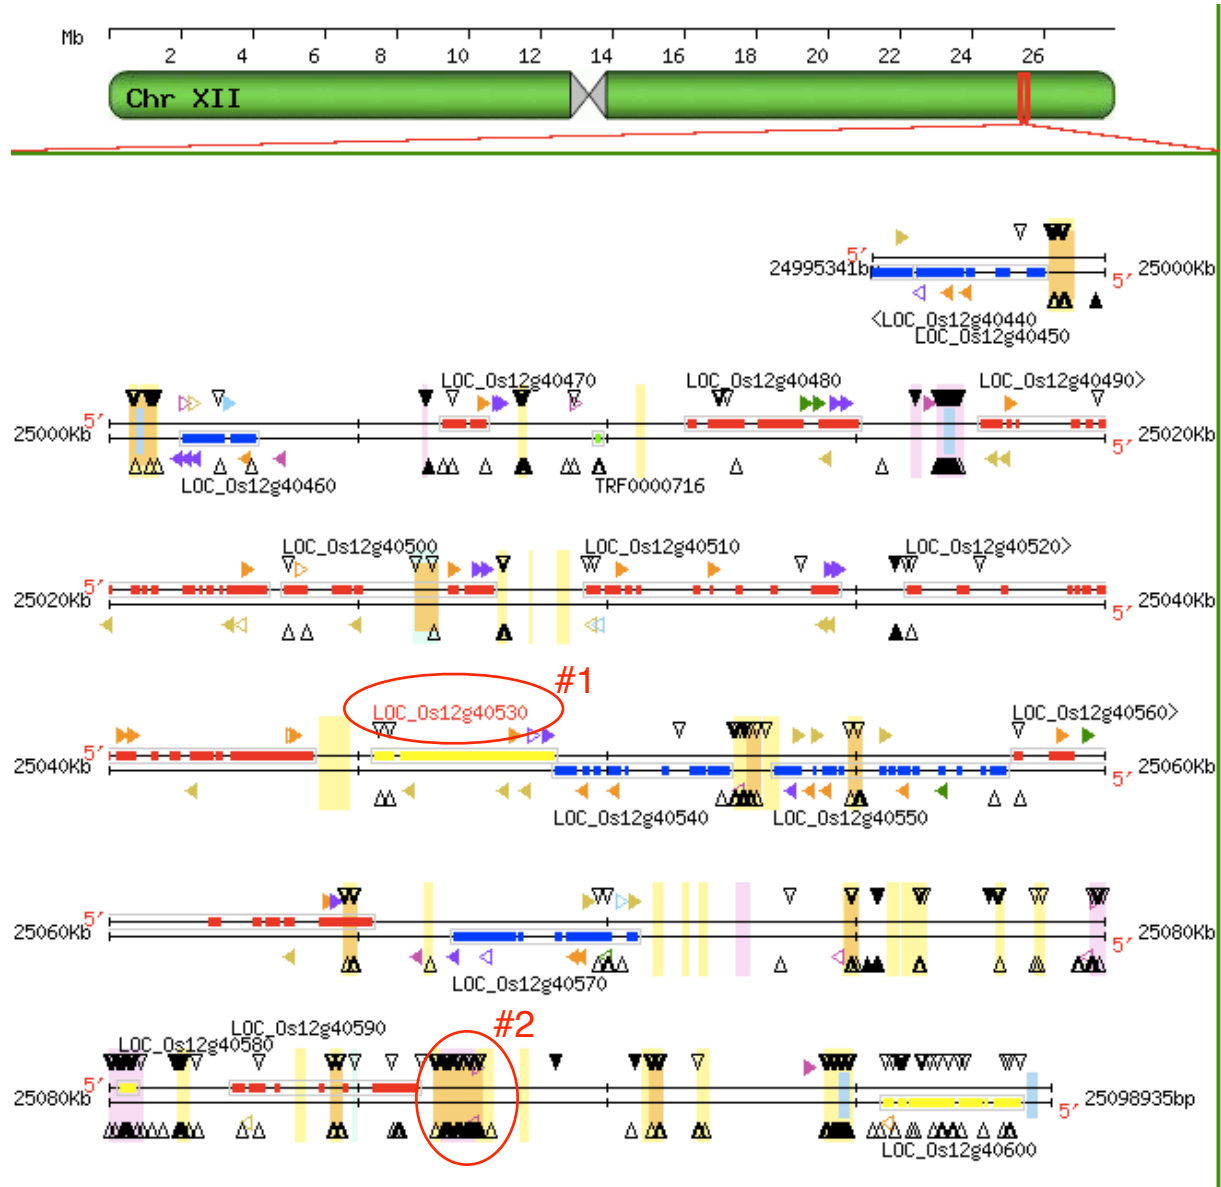 Mb
2 4 6 8 10 12 14 16 18 20 22 24 26
Chr XII
5′
24995341b
25000Kb
5′
<LOC_Os12g40440
LOC_Os12g40450
LOC_Os12g40470 LOC_Os12g40480 LOC_Os12g40490>
5′
25000Kb 25020Kb
5′
LOC_Os12g40460 TRF0000716
LOC_Os12g40500 LOC_Os12g40510 LOC_Os12g40520>
5′
25020Kb 25040Kb
5′
#1
LOC_Os12g40530 LOC_Os12g40560>
5′
25040Kb 25060Kb
5′
LOC_Os12g40540 LOC_Os12g40550
5′
25060Kb 25080Kb
5′
LOC_Os12g40570
#2
LOC_Os12g40590
LOC_Os12g40580
5′
25080Kb 25098935bp
5′
LOC_Os12g40600